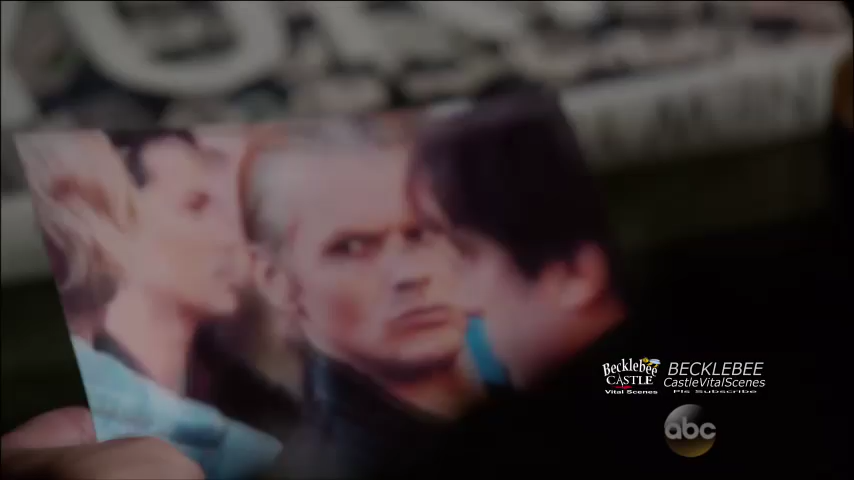 Becklebee
CASTLE
Vital Scenes
BECKLEBEE
CastleVitalScenes
Pls Subscribe
abc